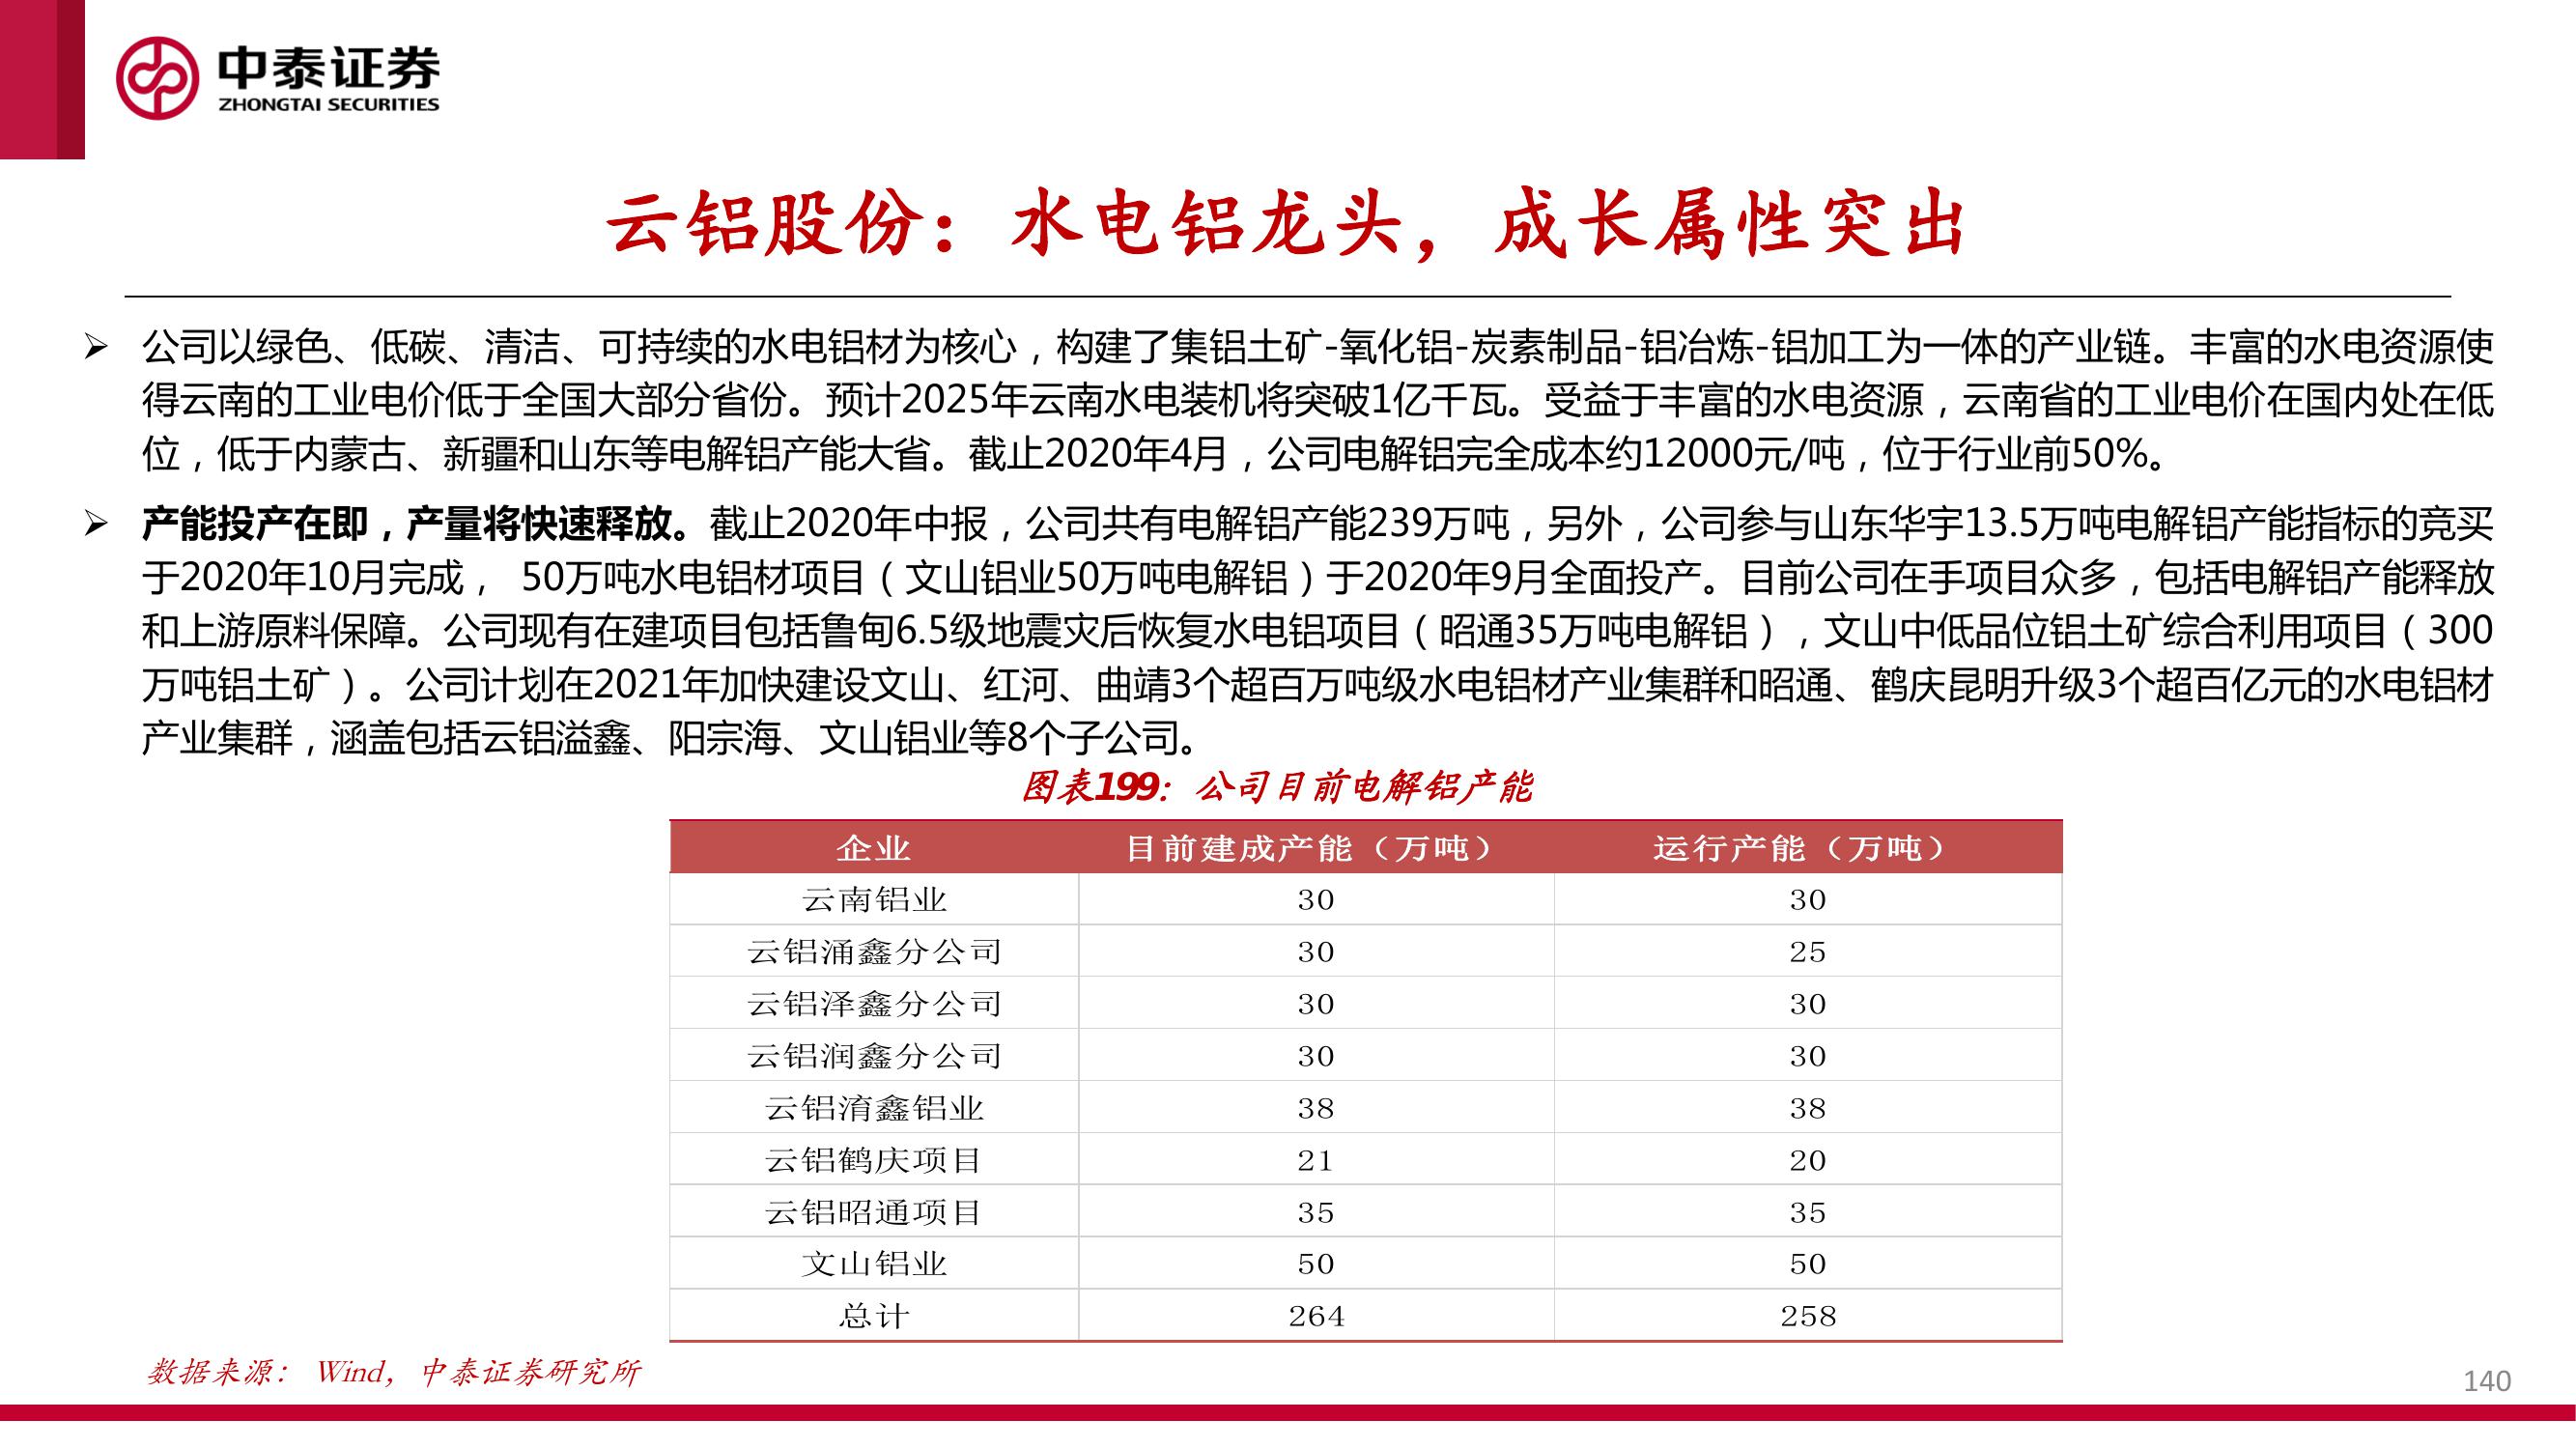 中泰证券
ZHONGTAI SECURITIES
云铝股份：水电铝龙头，成长属性突出
➢ 公司以绿色、低碳、清洁、可持续的水电铝材为核心，构建了集铝土矿-氧化铝-炭素制品-铝冶炼-铝加工为一体的产业链。丰富的水电资源使
得云南的工业电价低于全国大部分省份。预计2025年云南水电装机将突破1亿千瓦。受益于丰富的水电资源，云南省的工业电价在国内处在低
位，低于内蒙古、新疆和山东等电解铝产能大省。截止2020年4月，公司电解铝完全成本约12000元/吨，位于行业前50%。
➢ 产能投产在即，产量将快速释放。截止2020年中报，公司共有电解铝产能239万吨，另外，公司参与山东华宇13.5万吨电解铝产能指标的竞买
于2020年10月完成， 50万吨水电铝材项目（文山铝业50万吨电解铝）于2020年9月全面投产。目前公司在手项目众多，包括电解铝产能释放
和上游原料保障。公司现有在建项目包括鲁甸6.5级地震灾后恢复水电铝项目（昭通35万吨电解铝），文山中低品位铝土矿综合利用项目（300
万吨铝土矿）。公司计划在2021年加快建设文山、红河、曲靖3个超百万吨级水电铝材产业集群和昭通、鹤庆昆明升级3个超百亿元的水电铝材
产业集群，涵盖包括云铝溢鑫、阳宗海、文山铝业等8个子公司。
图表199：公司目前电解铝产能
企业 目前建成产能（万吨） 运行产能（万吨）
云南铝业 30 30
云铝涌鑫分公司 30 25
云铝泽鑫分公司 30 30
云铝润鑫分公司 30 30
云铝淯鑫铝业 38 38
云铝鹤庆项目 21 20
云铝昭通项目 35 35
文山铝业 50 50
总计 264 258
数据来源： Wind，中泰证券研究所
140